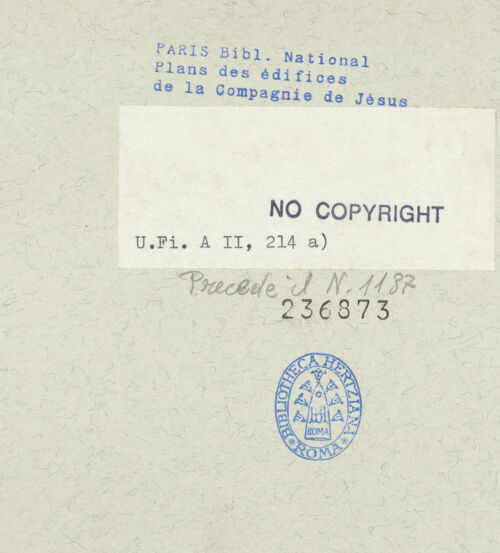 PARIS Bibl. National
Plans des édifices
de la Compagnie de Jésus
NO COPYRIGHT
U.Fi. A II, 214 a)
Precede il N. 1187
236873
BIBLIOTHECA HERTZIANA
ROMA
ROMA